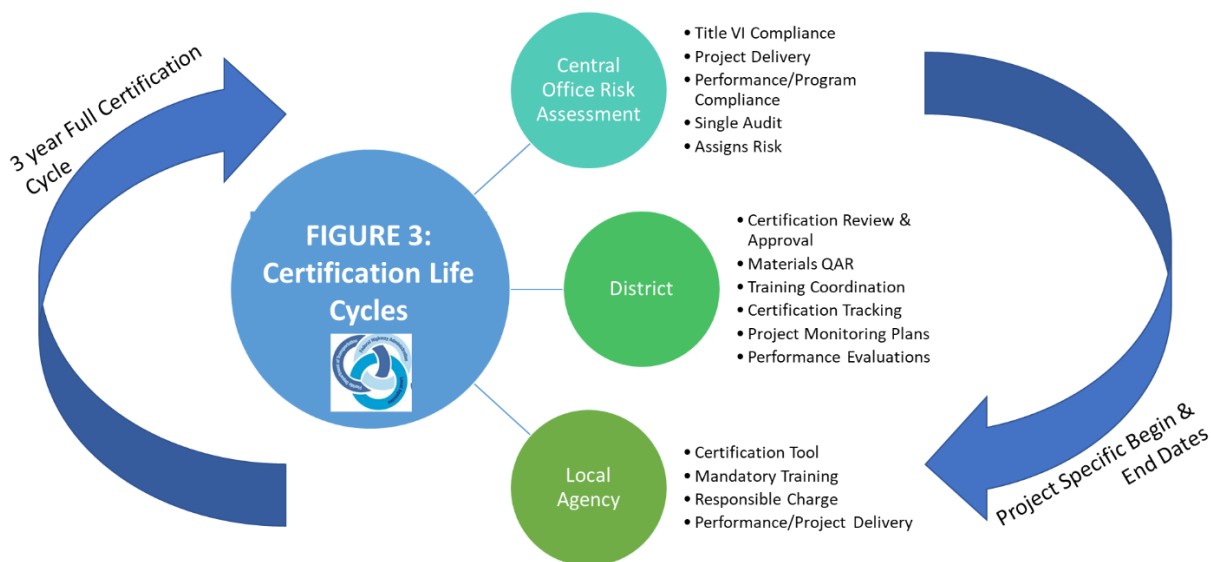 3 year Full Certification
Cycle
FIGURE 3:
Certification Life
Cycles
Central
Office Risk
Assessment
• Title VI Compliance
• Project Delivery
• Performance/Program
Compliance
• Single Audit
• Assigns Risk
District
• Certification Review &
Approval
• Materials QAR
• Training Coordination
• Certification Tracking
• Project Monitoring Plans
• Performance Evaluations
Local
Agency
• Certification Tool
• Mandatory Training
• Responsible Charge
• Performance/Project Delivery
Project Specific Begin &
End Dates